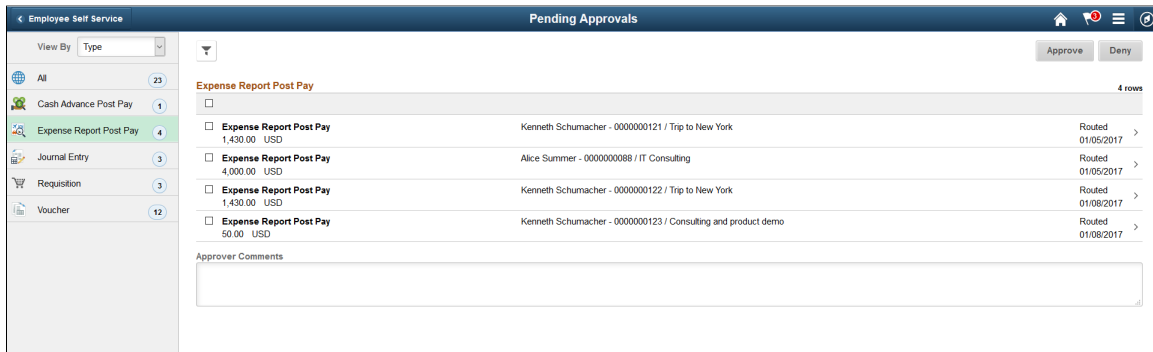 Employee Self Service
Pending Approvals
3
View By Type
Approve Deny
All 23
Cash Advance Post Pay 1
Expense Report Post Pay 4
Journal Entry 3
Requisition 3
Voucher 12
Expense Report Post Pay
4 rows
Expense Report Post Pay Kenneth Schumacher - 0000000121 / Trip to New York Routed
1,430.00 USD 01/05/2017
Expense Report Post Pay Alice Summer - 0000000088 / IT Consulting Routed
4,000.00 USD 01/05/2017
Expense Report Post Pay Kenneth Schumacher - 0000000122 / Trip to New York Routed
1,430.00 USD 01/08/2017
Expense Report Post Pay Kenneth Schumacher - 0000000123 / Consulting and product demo Routed
50.00 USD 01/08/2017
Approver Comments